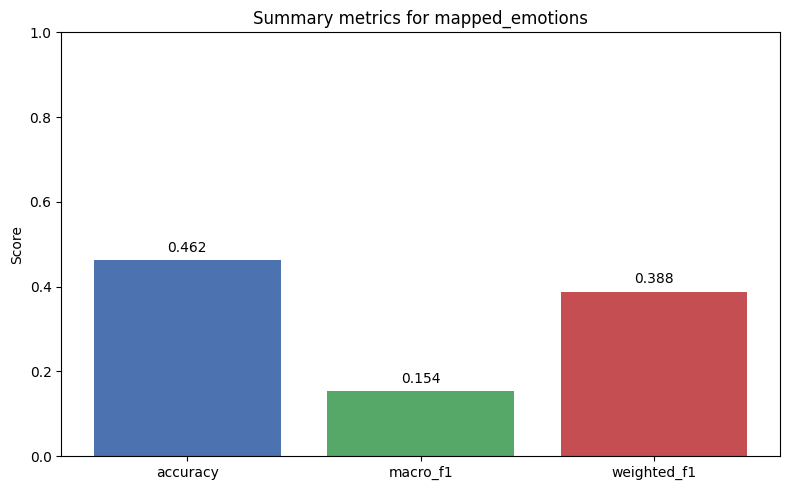 Summary metrics for mapped_emotions
1.0
0.8
0.6
0.4
0.2
0.0
Score
0.462
0.154
0.388
accuracy
macro_f1
weighted_f1